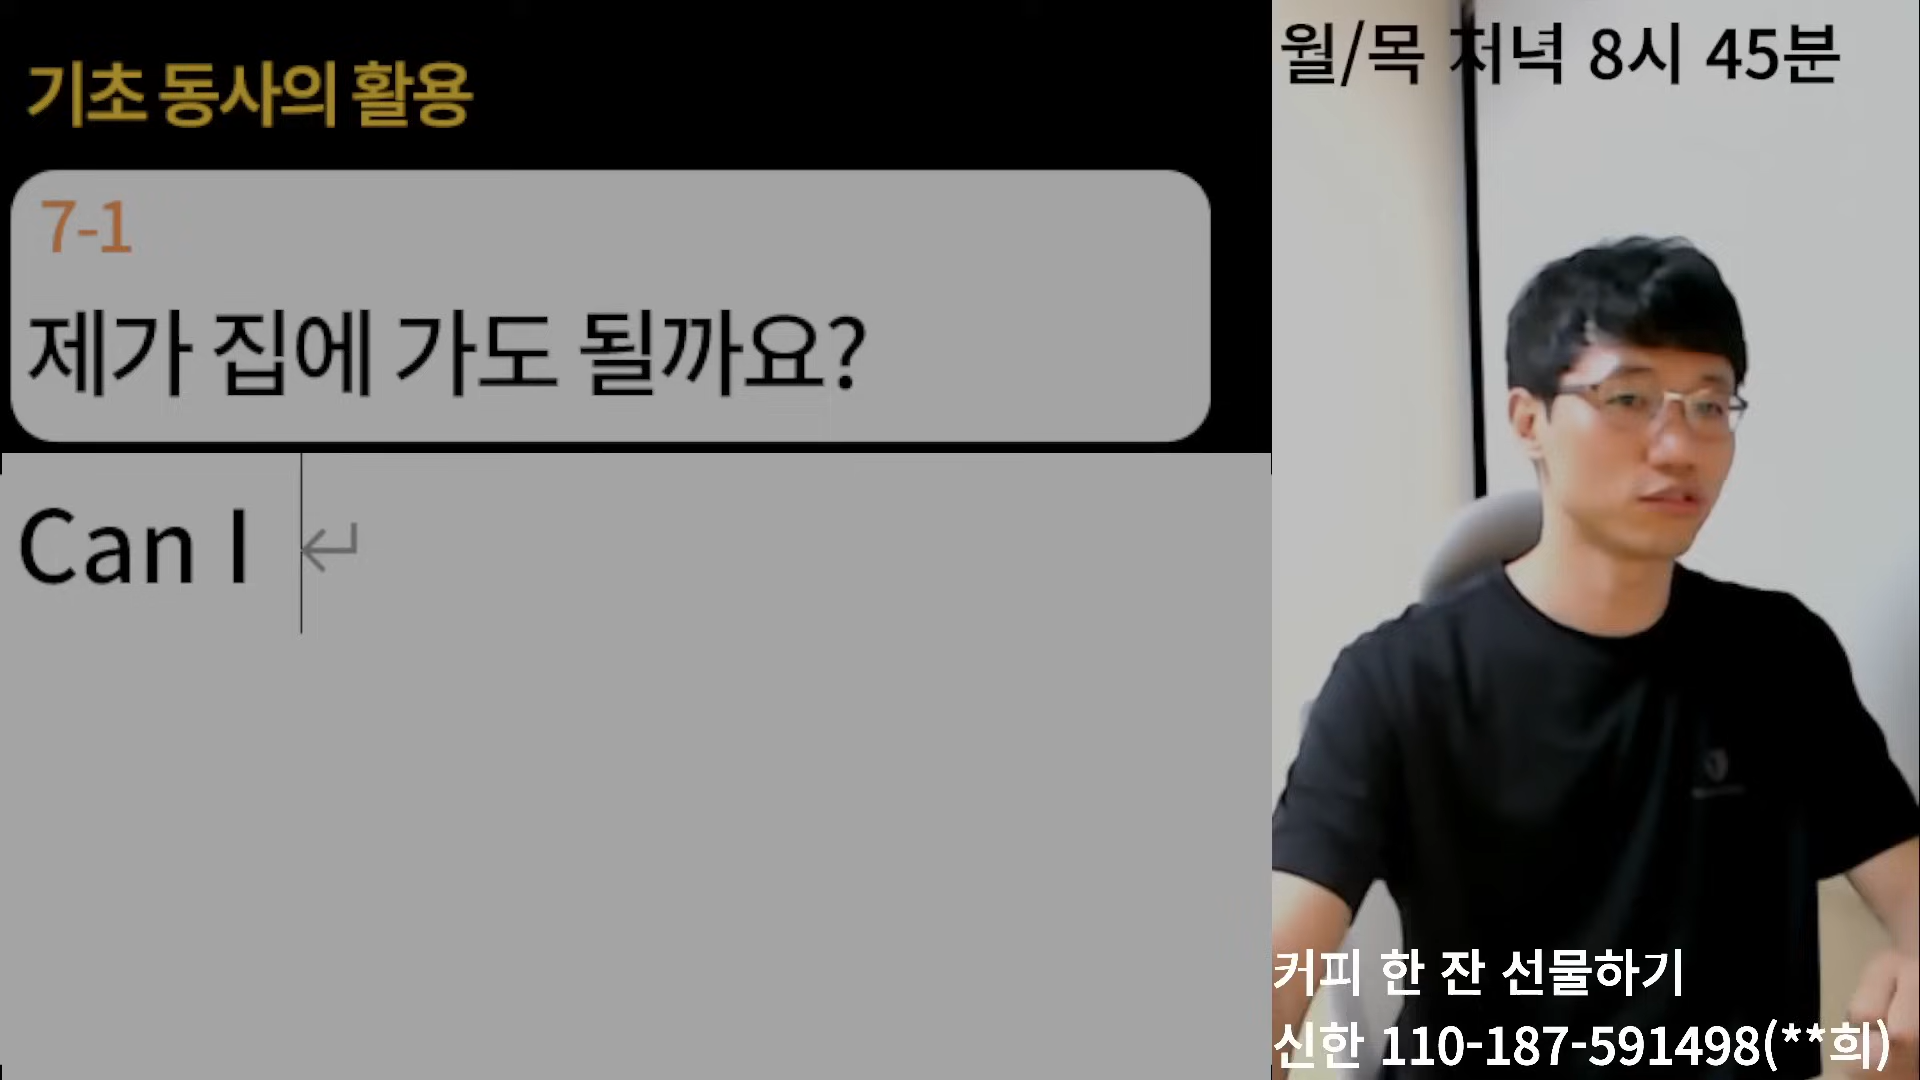 기초 동사의 활용
7-1
제가 집에 가도 될까요?
Can I
월/목 저녁 8시 45분
커피 한 잔 선물하기
신한 110-187-591498(**희)